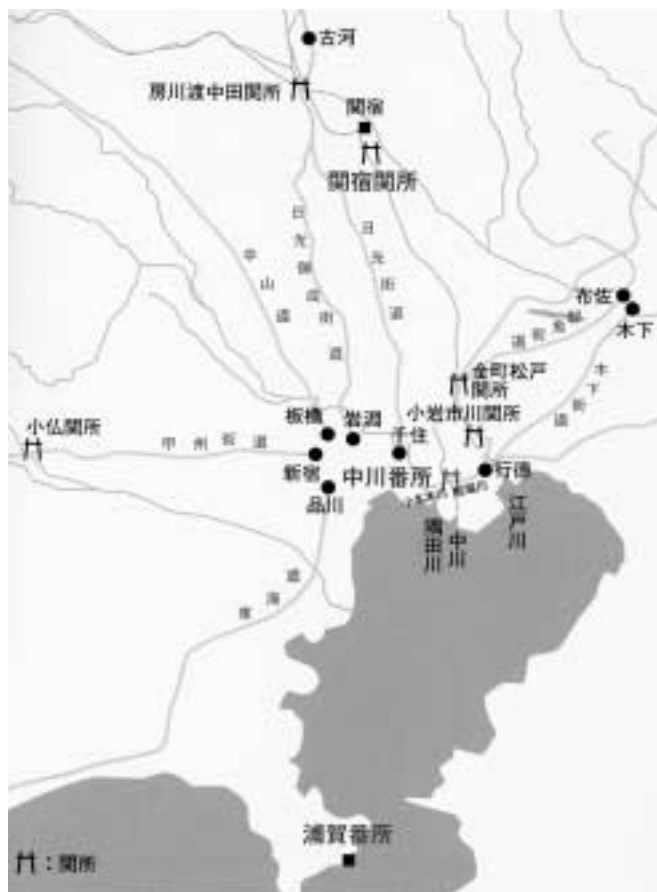 古河
房川渡中田関所
関宿
関宿関所
日光御成街道
日光街道
中山道
布佐
木下
金町松戸
関所
小岩市川関所
木下街道
板橋
岩淵
千住
小仏関所
甲州街道
新宿
中川番所
行徳
品川
隅田川
中川
江戸川
東海道
浦賀番所
:関所